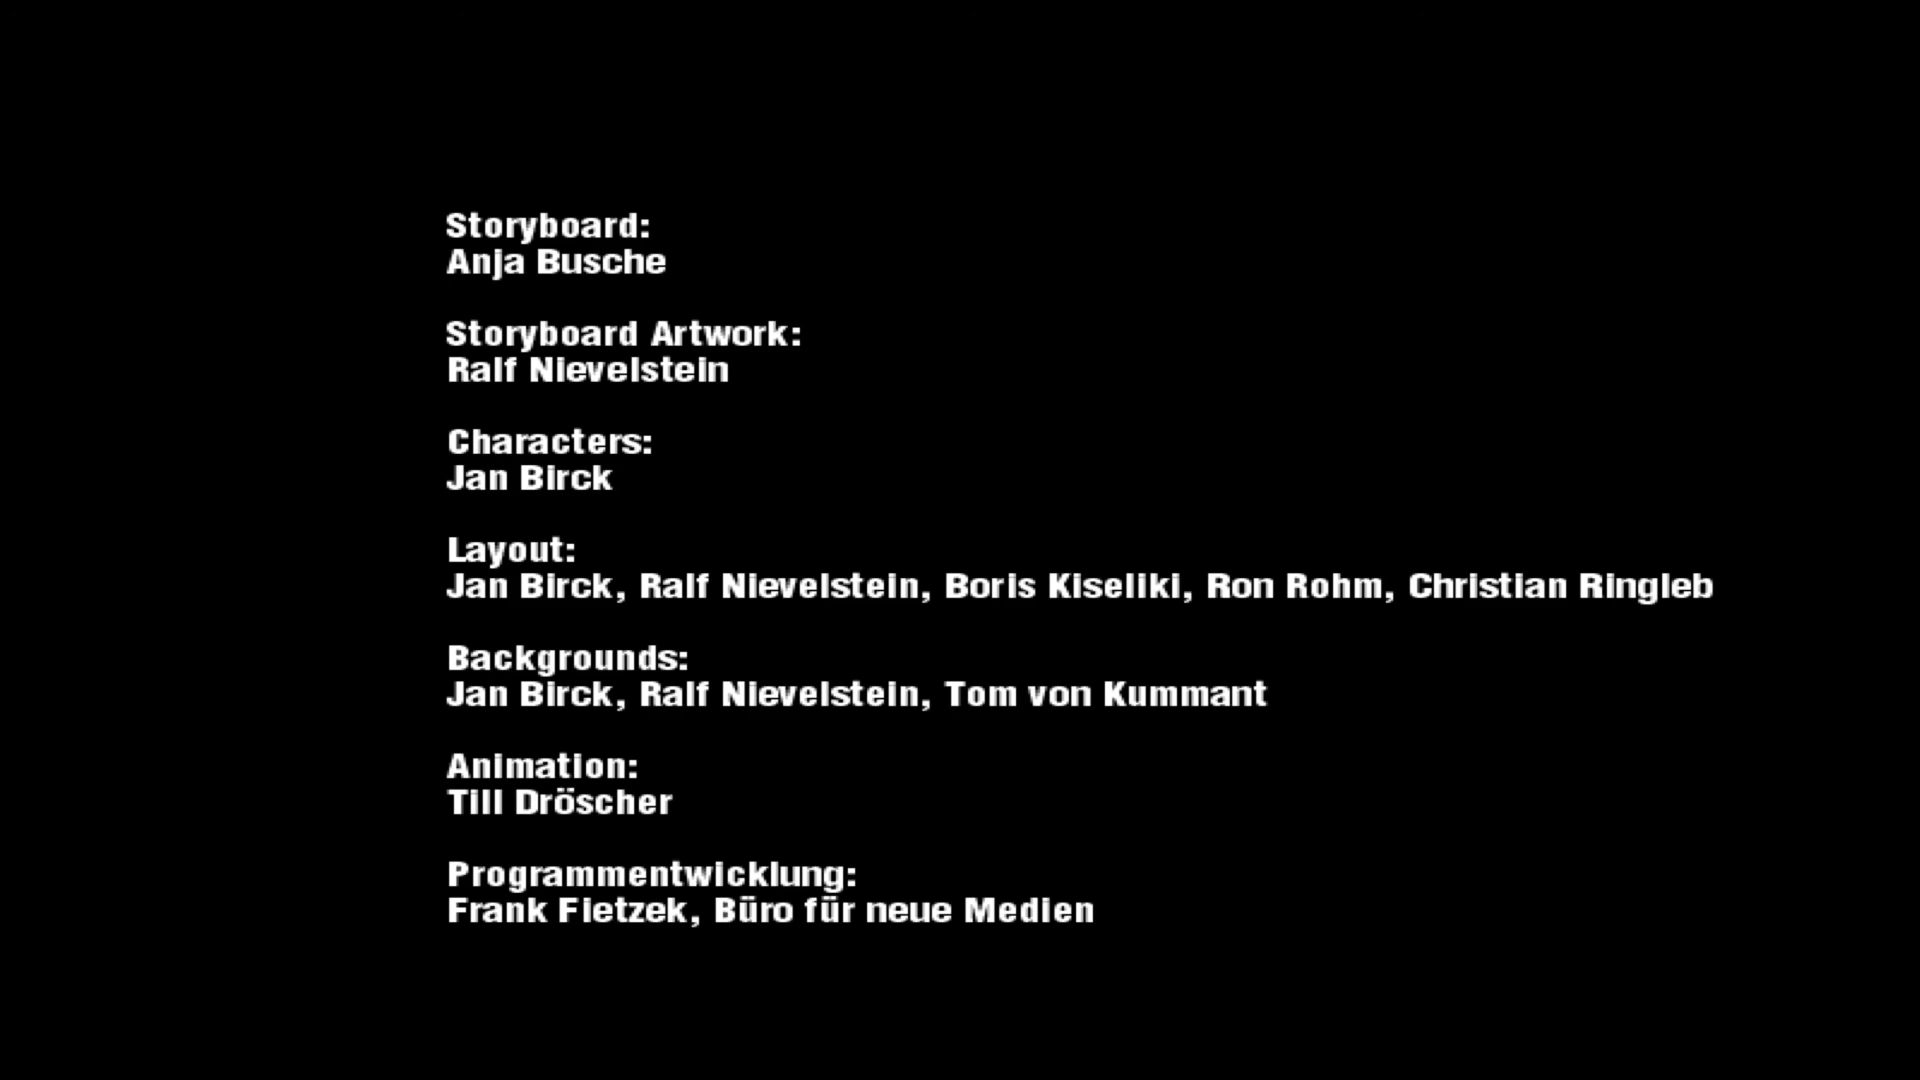 Storyboard:
Anja Busche
Storyboard Artwork:
Ralf Nievelstein
Characters:
Jan Birck
Layout:
Jan Birck, Ralf Nievelstein, Boris Kiseliki, Ron Rohm, Christian Ringleb
Backgrounds:
Jan Birck, Ralf Nievelstein, Tom von Kummant
Animation:
Till Dröscher
Programmentwicklung:
Frank Fietzek, Büro für neue Medien